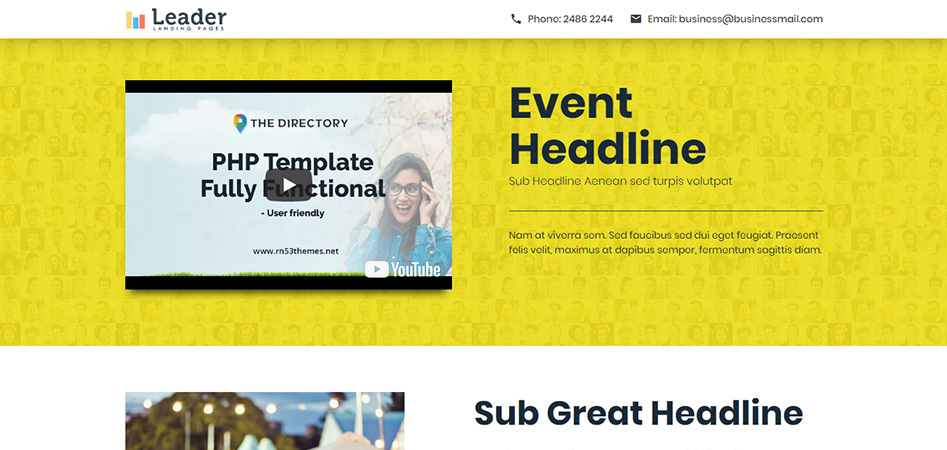 Leader
LANDING PAGES
Phone: 2486 2244
Email: business@businessmail.com
THE DIRECTORY
PHP Template
Fully Functional
- User friendly
www.rn53themes.net
YouTube
Event
Headline
Sub Headline Aenean sed turpis volutpat
Nam at viverra sem. Sed faucibus sed dui eget feugiat. Praesent
felis velit, maximus at dapibus semper, fermentum sagittis diam.
Sub Great Headline